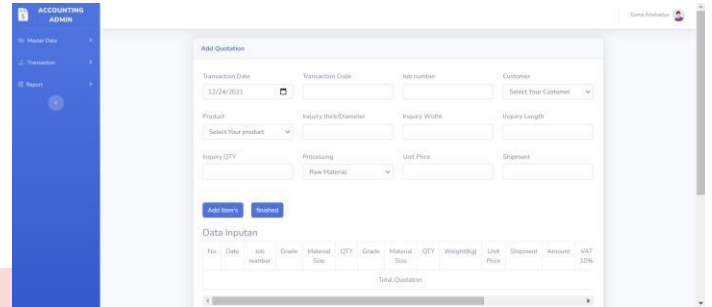 ACCOUNTING
ADMIN
Master Data
Transaction
Report
Add Quotation
Transaction Date Transaction Code Job number Customer
12/24/2021 Select Your Customer
Product Inquiry thick/Diameter Inquiry Widht Inquiry Length
Select Your product
Inquiry QTY Processing Unit Price Shipment
Raw Material
Add Item's finished
Data Inputan
No Date Job number Grade Material Size QTY Grade Material Size QTY Weight(Kg) Unit Price Shipment Amount VAT 10%
Total Quotation